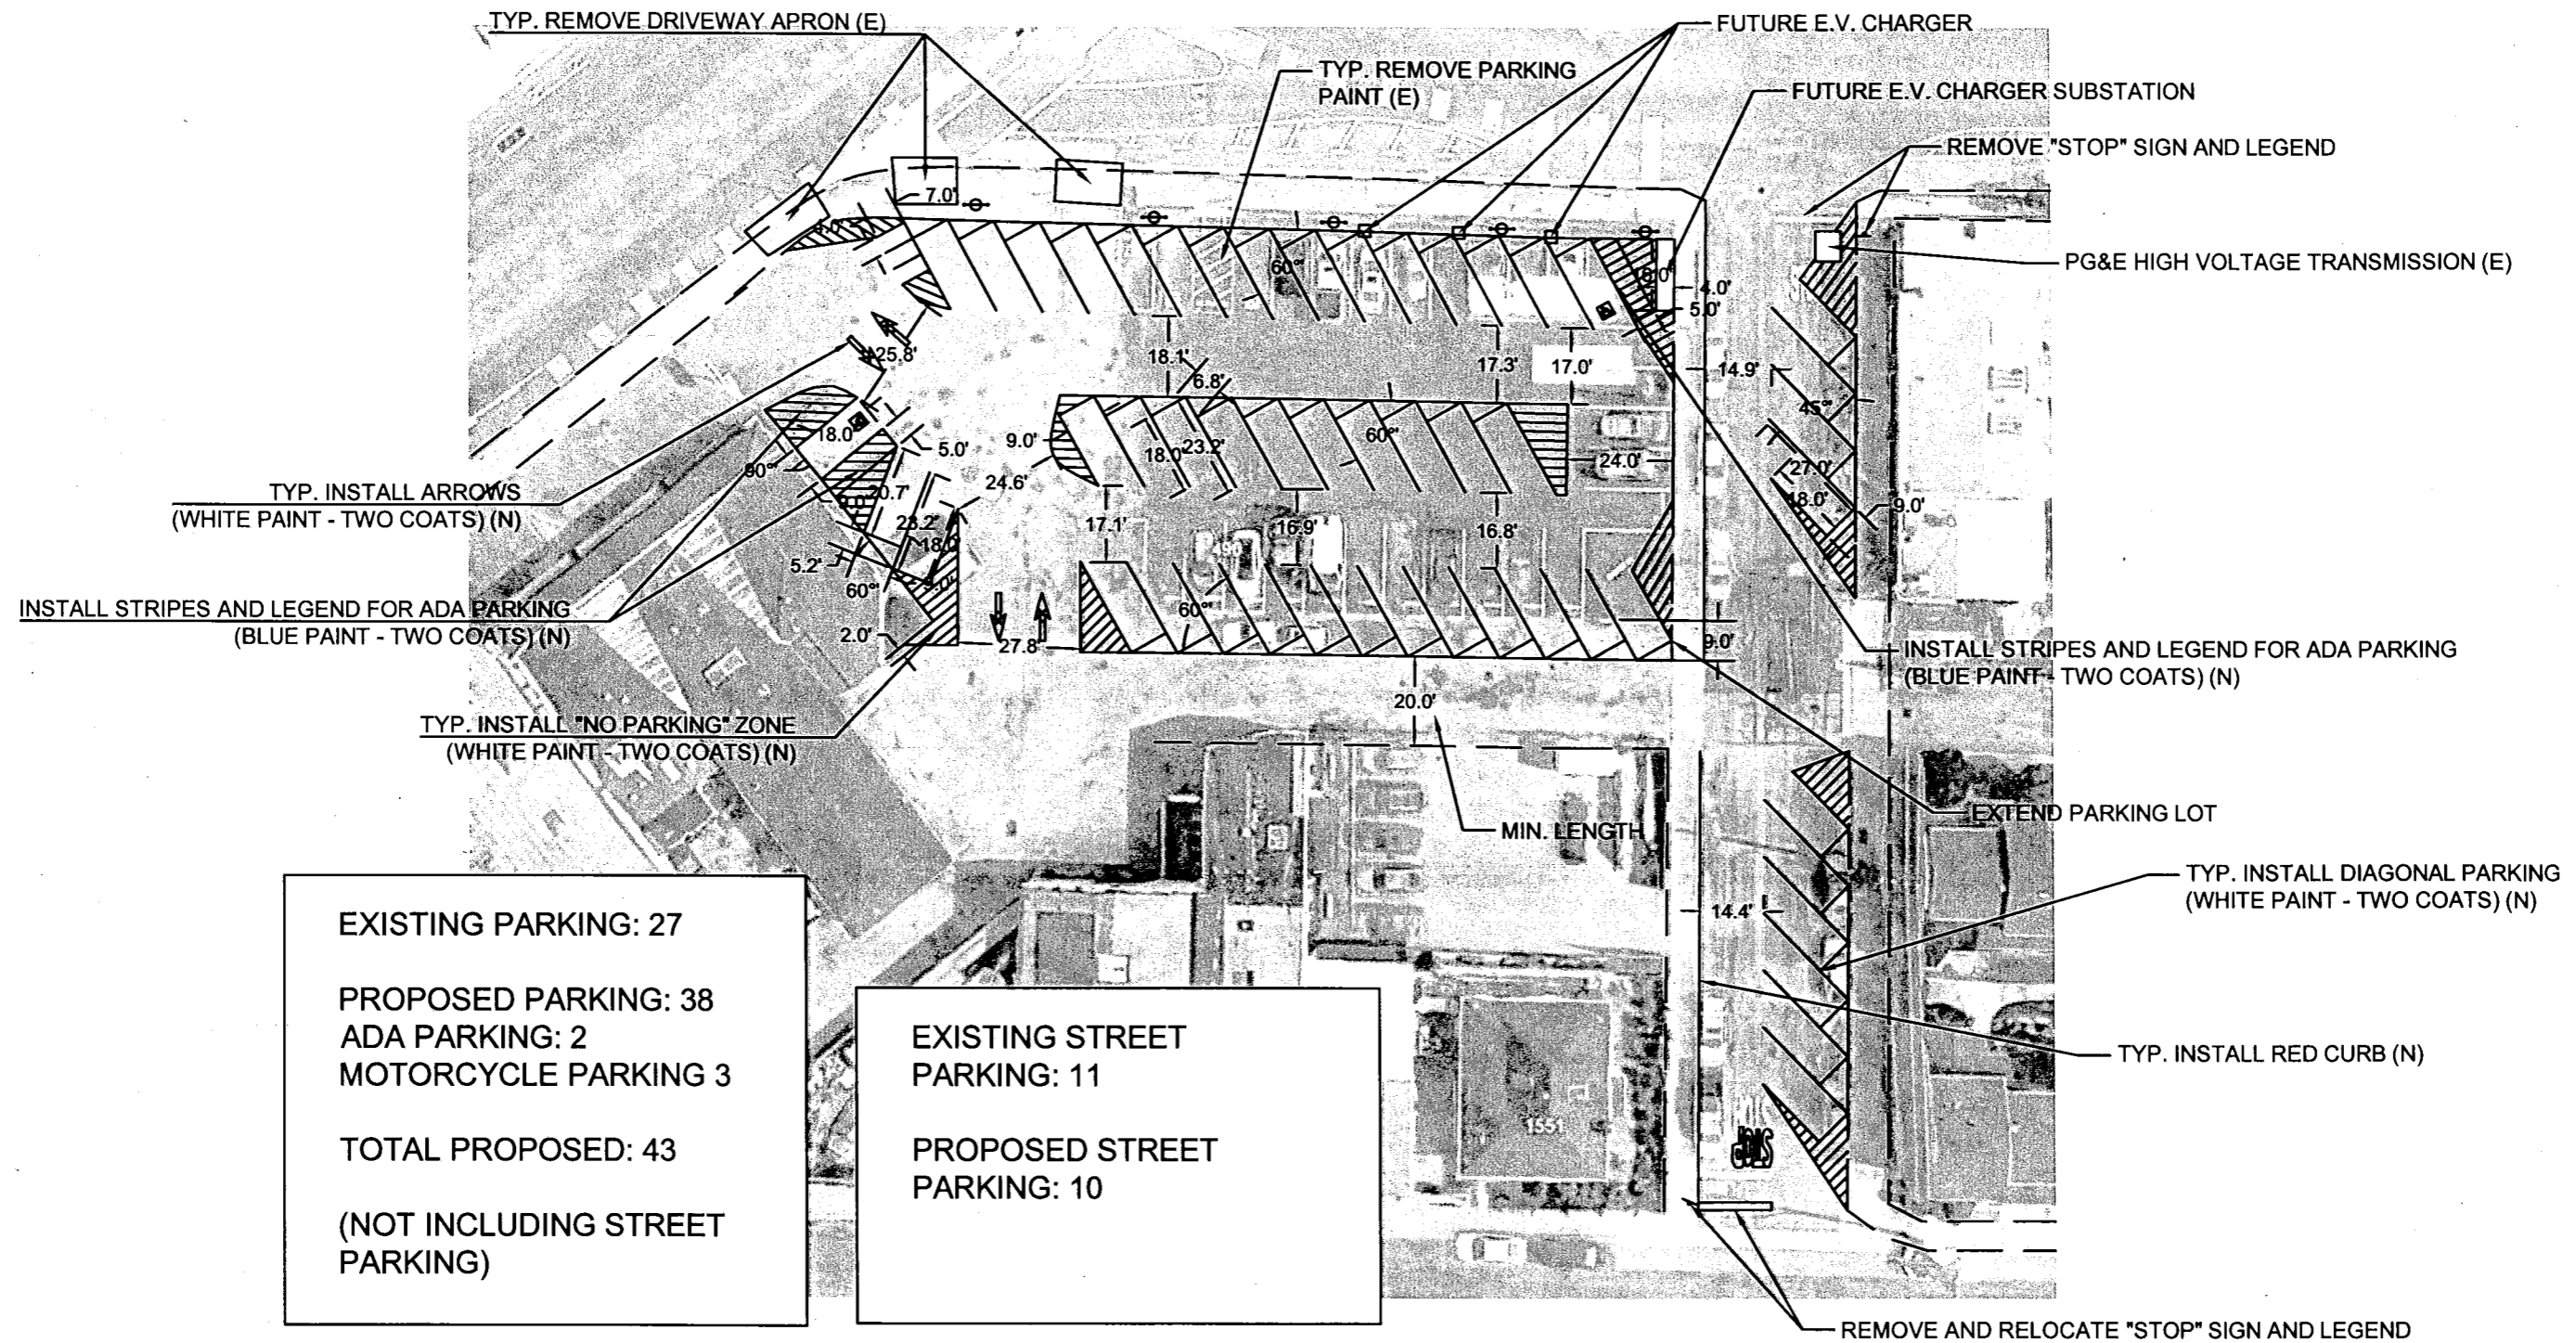 TYP. REMOVE DRIVEWAY APRON (E)
FUTURE E.V. CHARGER
TYP. REMOVE PARKING
PAINT (E)
FUTURE E.V. CHARGER SUBSTATION
REMOVE "STOP" SIGN AND LEGEND
PG&E HIGH VOLTAGE TRANSMISSION (E)
7.0'
60°
4.0'
5.0'
25.8'
18.1'
17.3'
17.0'
14.9'
6.8'
45°
18.0'
9.0'
5.0'
18.0'
23.2'
60°
24.0'
90°
24.6'
27.0'
18.0'
9.0'
TYP. INSTALL ARROWS
(WHITE PAINT - TWO COATS) (N)
20.7'
9.0'
17.1'
16.9'
16.8'
23.2'
18.0'
5.2'
60°
9.0'
60°
INSTALL STRIPES AND LEGEND FOR ADA PARKING
(BLUE PAINT - TWO COATS) (N)
2.0'
27.8'
9.0'
INSTALL STRIPES AND LEGEND FOR ADA PARKING
(BLUE PAINT - TWO COATS) (N)
20.0'
TYP. INSTALL "NO PARKING" ZONE
(WHITE PAINT - TWO COATS) (N)
MIN. LENGTH
EXTEND PARKING LOT
TYP. INSTALL DIAGONAL PARKING
(WHITE PAINT - TWO COATS) (N)
14.4'
TYP. INSTALL RED CURB (N)
EXISTING PARKING: 27
PROPOSED PARKING: 38
ADA PARKING: 2
MOTORCYCLE PARKING 3
TOTAL PROPOSED: 43
(NOT INCLUDING STREET
PARKING)
EXISTING STREET
PARKING: 11
PROPOSED STREET
PARKING: 10
1551
STOP
REMOVE AND RELOCATE "STOP" SIGN AND LEGEND